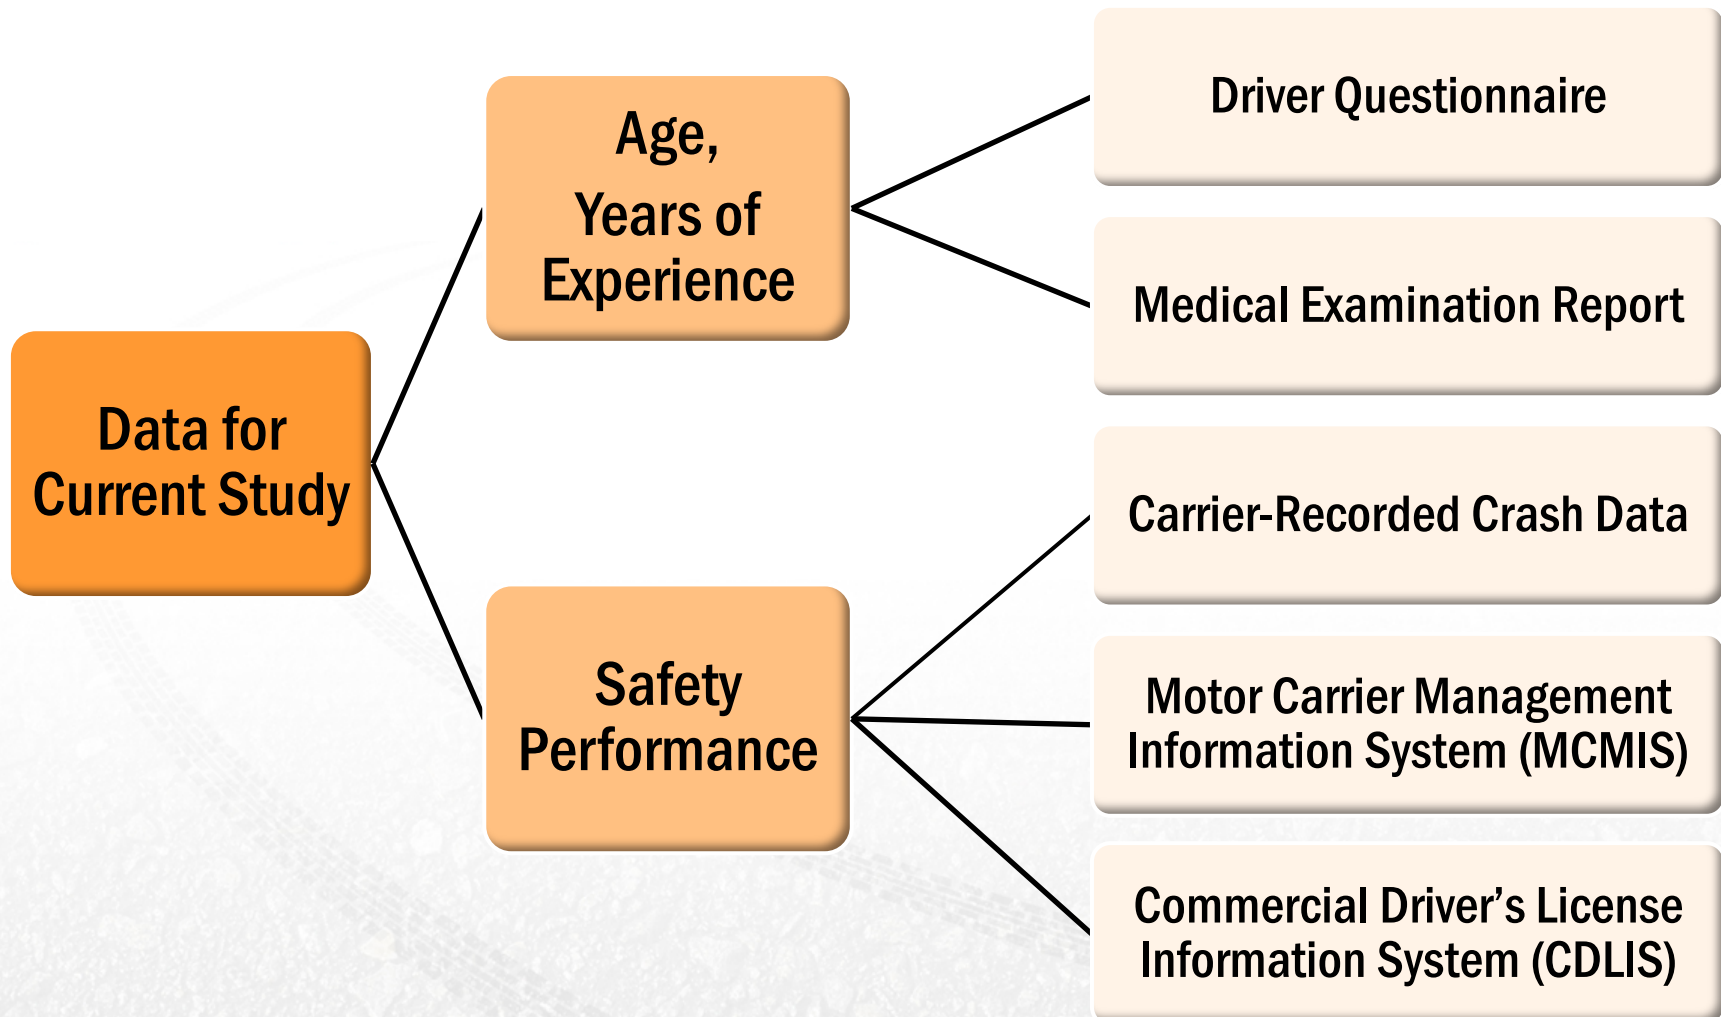 Data for
Current Study
Age,
Years of
Experience
Safety
Performance
Driver Questionnaire
Medical Examination Report
Carrier-Recorded Crash Data
Motor Carrier Management
Information System (MCMIS)
Commercial Driver’s License
Information System (CDLIS)